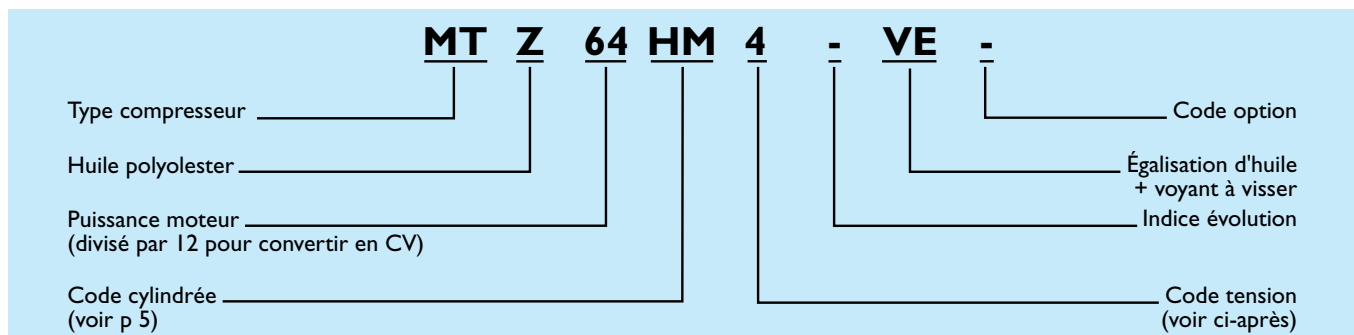 MT Z 64 HM 4 - VE -
Type compresseur
Code option
Huile polyolester
Égalisation d'huile
+ voyant à visser
Puissance moteur
(divisé par 12 pour convertir en CV)
Indice évolution
Code cylindrée
(voir p 5)
Code tension
(voir ci-après)